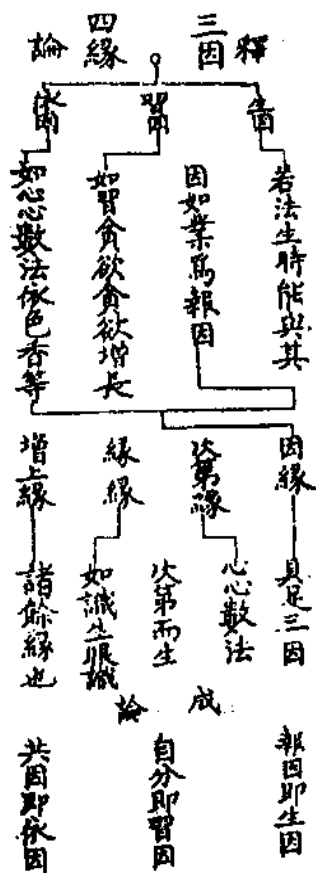 釋三因
四緣論
生因
若法生時能與其
因如業爲報因
習因
如習貪欲貪欲增長
依因
如心心數法依色香等
因緣
具足三因
次第緣
心心數法
次第而生
緣緣
如識生眼識
增上緣
諸餘緣也
成論
報因即生因
自分即習因
共因即依因